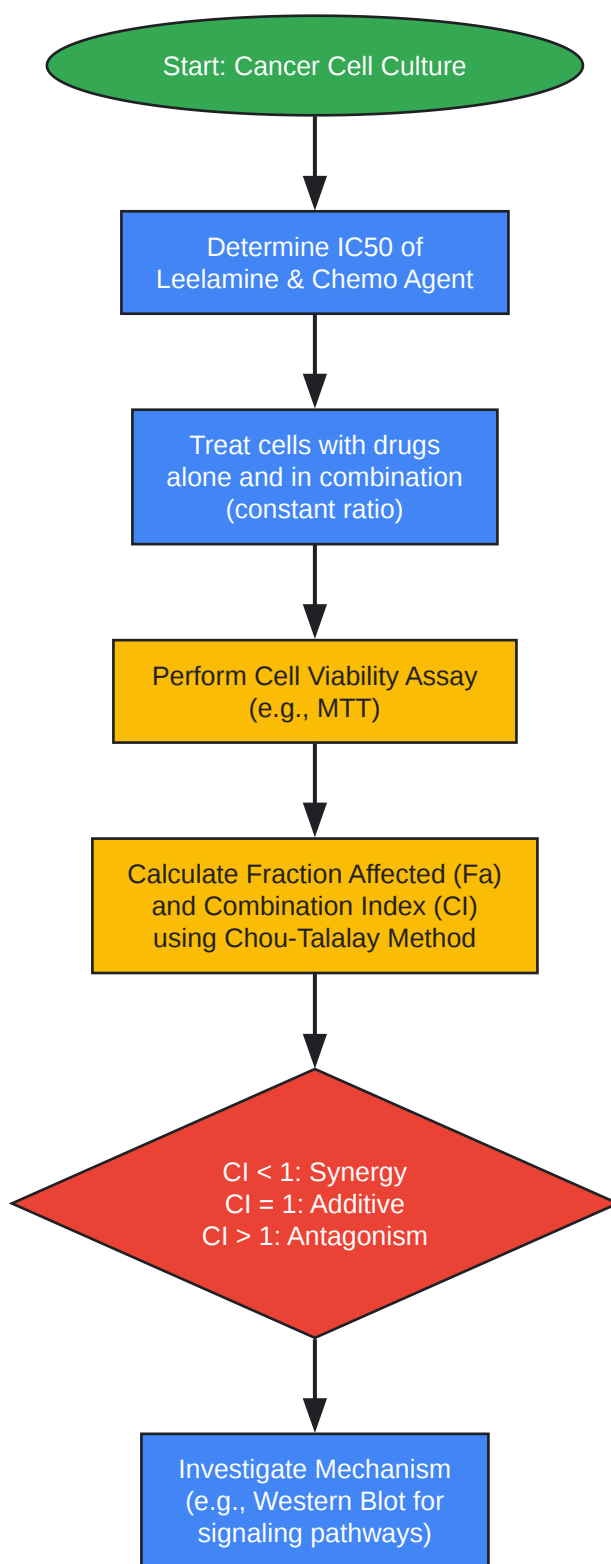 Start: Cancer Cell Culture
Determine IC50 of
Leelamine & Chemo Agent
Treat cells with drugs
alone and in combination
(constant ratio)
Perform Cell Viability Assay
(e.g., MTT)
Calculate Fraction Affected (Fa)
and Combination Index (CI)
using Chou-Talalay Method
CI < 1: Synergy
CI = 1: Additive
CI > 1: Antagonism
Investigate Mechanism
(e.g., Western Blot for
signaling pathways)